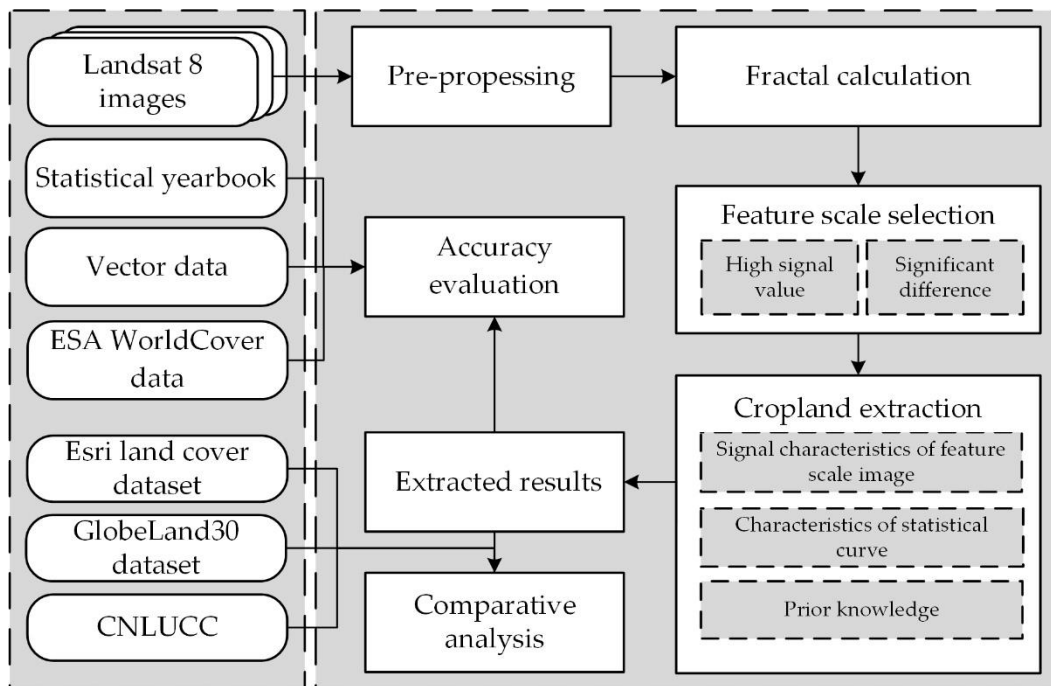 Landsat 8
images
Pre-propessing
Fractal calculation
Statistical yearbook
Vector data
ESA WorldCover
data
Accuracy
evaluation
Feature scale selection
High signal
value
Significant
difference
Esri land cover
dataset
GlobeLand30
dataset
CNLUCC
Extracted results
Comparative
analysis
Cropland extraction
Signal characteristics of feature
scale image
Characteristics of statistical
curve
Prior knowledge